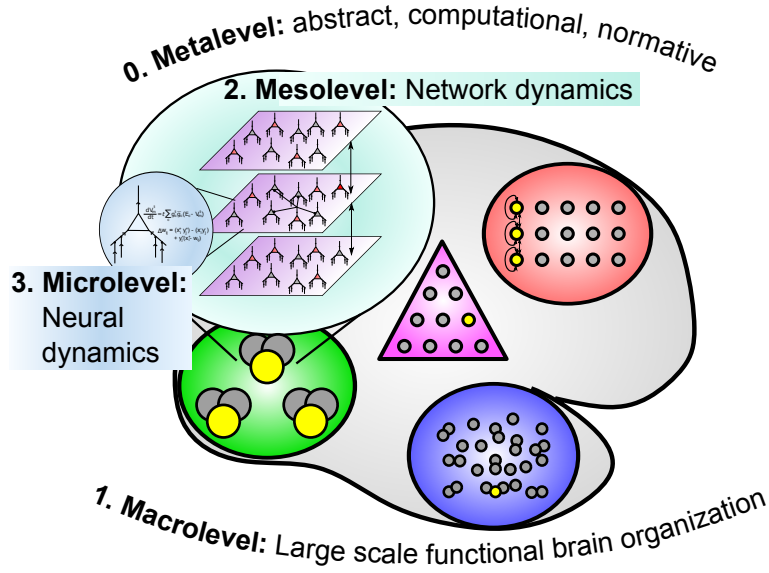 0. Metalevel: abstract, computational, normative
2. Mesolevel: Network dynamics
3. Microlevel:
Neural
dynamics
1. Macrolevel: Large scale functional brain organization